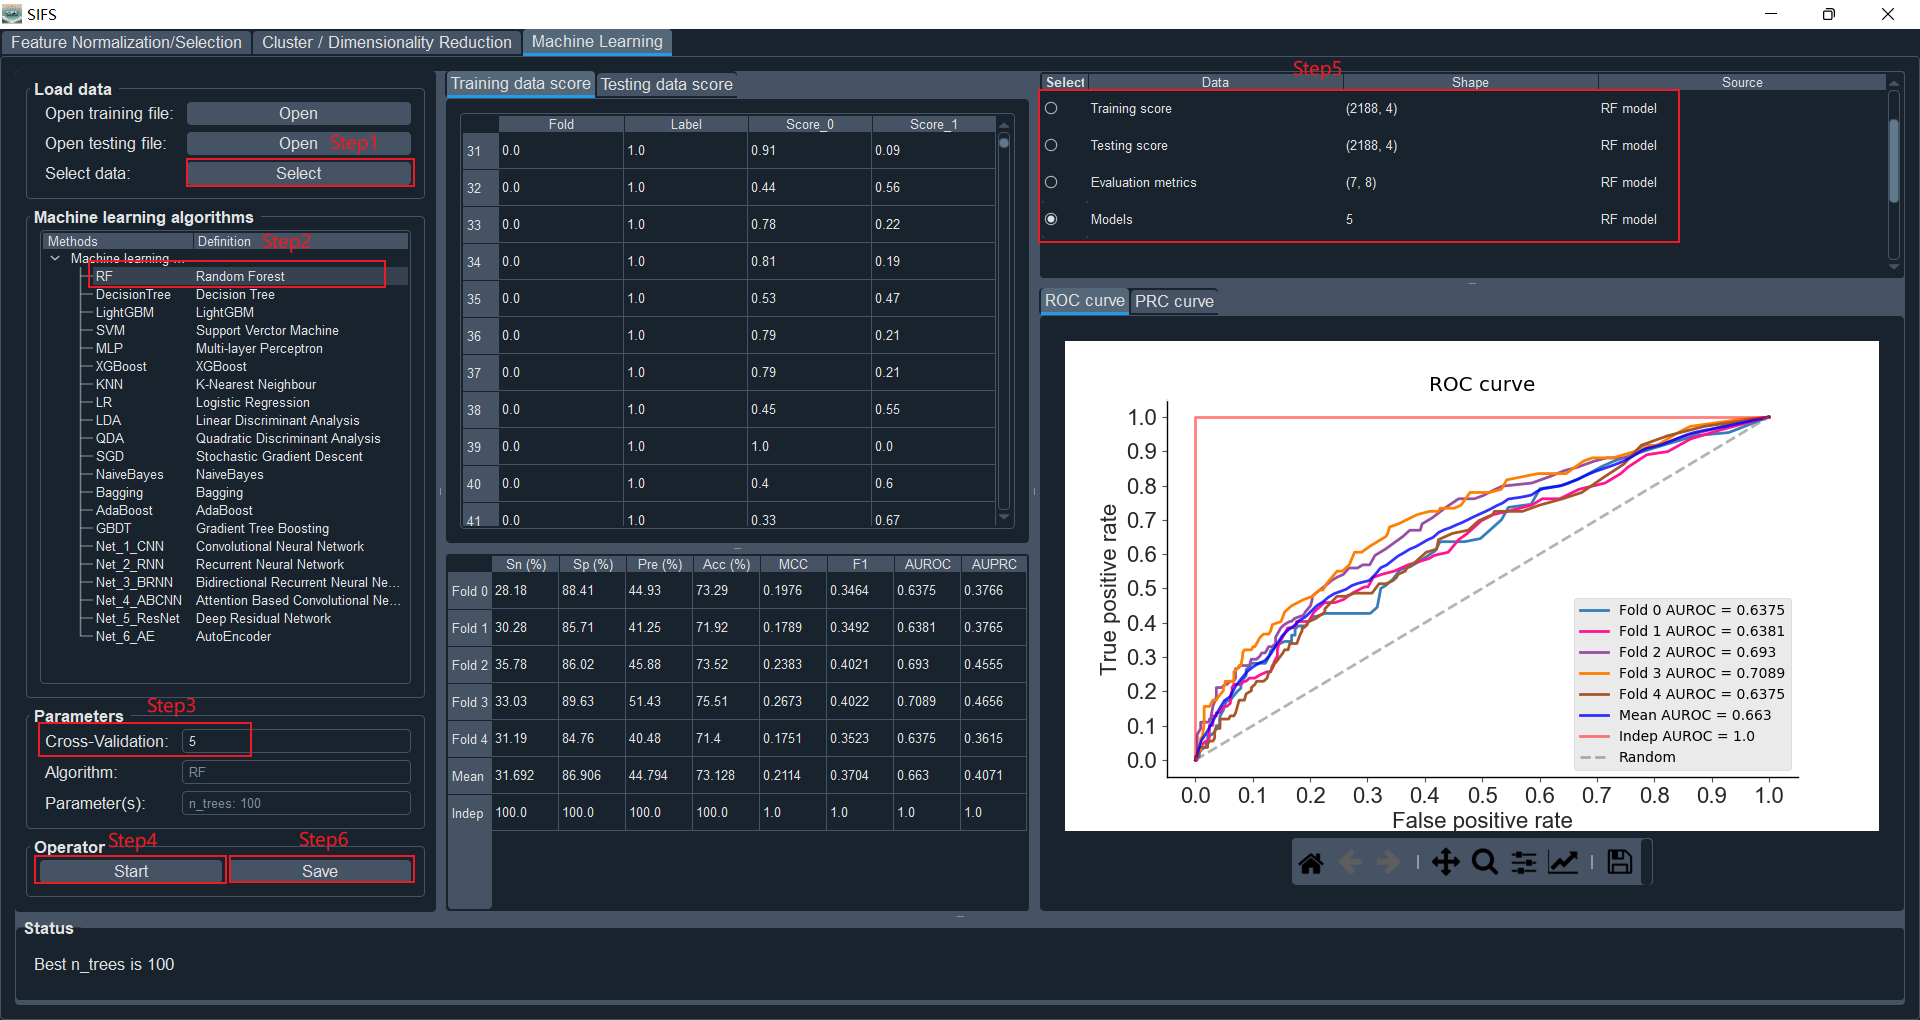 SIFS
Feature Normalization/Selection
Cluster / Dimensionality Reduction
Machine Learning
Load data
Open training file:
Open
Open testing file:
Open
Step1
Select data:
Select
Machine learning algorithms
Methods
Definition
Step2
Machine learning ...
RF Random Forest
DecisionTree Decision Tree
LightGBM LightGBM
SVM Support Verctor Machine
MLP Multi-layer Perceptron
XGBoost XGBoost
KNN K-Nearest Neighbour
LR Logistic Regression
LDA Linear Discriminant Analysis
QDA Quadratic Discriminant Analysis
SGD Stochastic Gradient Descent
NaiveBayes NaiveBayes
Bagging Bagging
AdaBoost AdaBoost
GBDT Gradient Tree Boosting
Net_1_CNN Convolutional Neural Network
Net_2_RNN Recurrent Neural Network
Net_3_BRNN Bidirectional Recurrent Neural Ne...
Net_4_ABCNN Attention Based Convolutional Ne...
Net_5_ResNet Deep Residual Network
Net_6_AE AutoEncoder
Step3
Parameters
Cross-Validation: 5
Algorithm: RF
Parameter(s): n_trees: 100
Operator
Step4
Step6
Start
Save
Training data score
Testing data score
Fold Label Score_0 Score_1
31 0.0 1.0 0.91 0.09
32 0.0 1.0 0.44 0.56
33 0.0 1.0 0.78 0.22
34 0.0 1.0 0.81 0.19
35 0.0 1.0 0.53 0.47
36 0.0 1.0 0.79 0.21
37 0.0 1.0 0.79 0.21
38 0.0 1.0 0.45 0.55
39 0.0 1.0 1.0 0.0
40 0.0 1.0 0.4 0.6
41 0.0 1.0 0.33 0.67
Sn (%) Sp (%) Pre (%) Acc (%) MCC F1 AUROC AUPRC
Fold 0 28.18 88.41 44.93 73.29 0.1976 0.3464 0.6375 0.3766
Fold 1 30.28 85.71 41.25 71.92 0.1789 0.3492 0.6381 0.3765
Fold 2 35.78 86.02 45.88 73.52 0.2383 0.4021 0.693 0.4555
Fold 3 33.03 89.63 51.43 75.51 0.2673 0.4022 0.7089 0.4656
Fold 4 31.19 84.76 40.48 71.4 0.1751 0.3523 0.6375 0.3615
Mean 31.692 86.906 44.794 73.128 0.2114 0.3704 0.663 0.4071
Indep 100.0 100.0 100.0 100.0 1.0 1.0 1.0 1.0
Step5
Select Data Shape Source
Training score (2188, 4) RF model
Testing score (2188, 4) RF model
Evaluation metrics (7, 8) RF model
Models 5 RF model
ROC curve
PRC curve
ROC curve
1.0
0.9
0.8
0.7
0.6
0.5
0.4
0.3
0.2
0.1
0.0
True positive rate
Fold 0 AUROC = 0.6375
Fold 1 AUROC = 0.6381
Fold 2 AUROC = 0.693
Fold 3 AUROC = 0.7089
Fold 4 AUROC = 0.6375
Mean AUROC = 0.663
Indep AUROC = 1.0
Random
0.0 0.1 0.2 0.3 0.4 0.5 0.6 0.7 0.8 0.9 1.0
False positive rate
Status
Best n_trees is 100